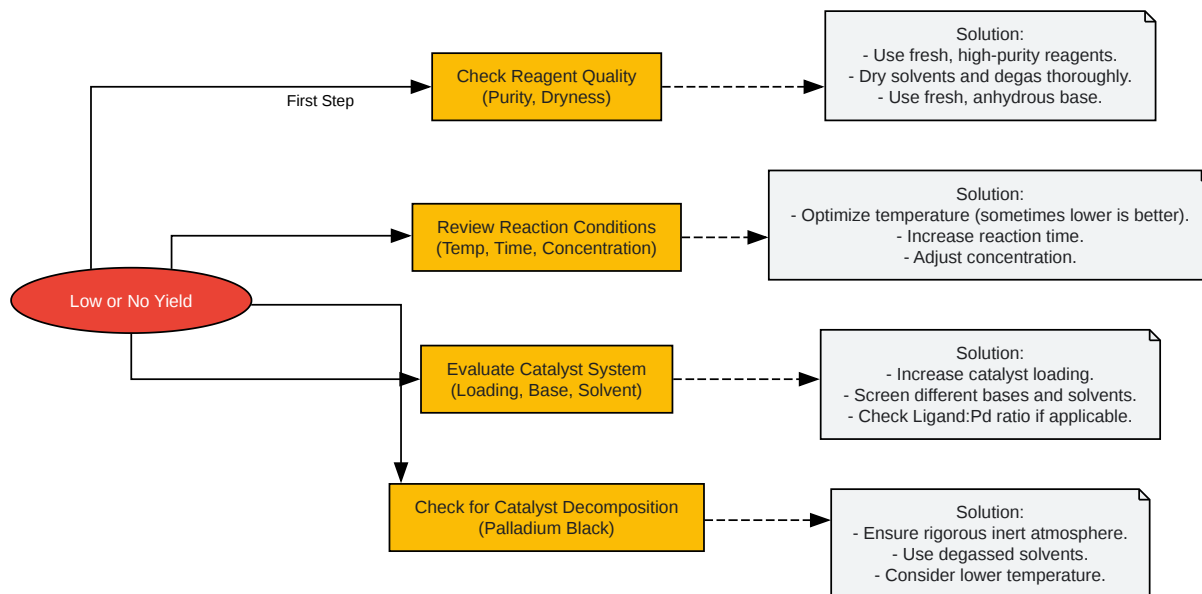 Check Reagent Quality
(Purity, Dryness)
First Step
Solution:
- Use fresh, high-purity reagents.
- Dry solvents and degas thoroughly.
- Use fresh, anhydrous base.
Review Reaction Conditions
(Temp, Time, Concentration)
Solution:
- Optimize temperature (sometimes lower is better).
- Increase reaction time.
- Adjust concentration.
Low or No Yield
Evaluate Catalyst System
(Loading, Base, Solvent)
Solution:
- Increase catalyst loading.
- Screen different bases and solvents.
- Check Ligand:Pd ratio if applicable.
Check for Catalyst Decomposition
(Palladium Black)
Solution:
- Ensure rigorous inert atmosphere.
- Use degassed solvents.
- Consider lower temperature.